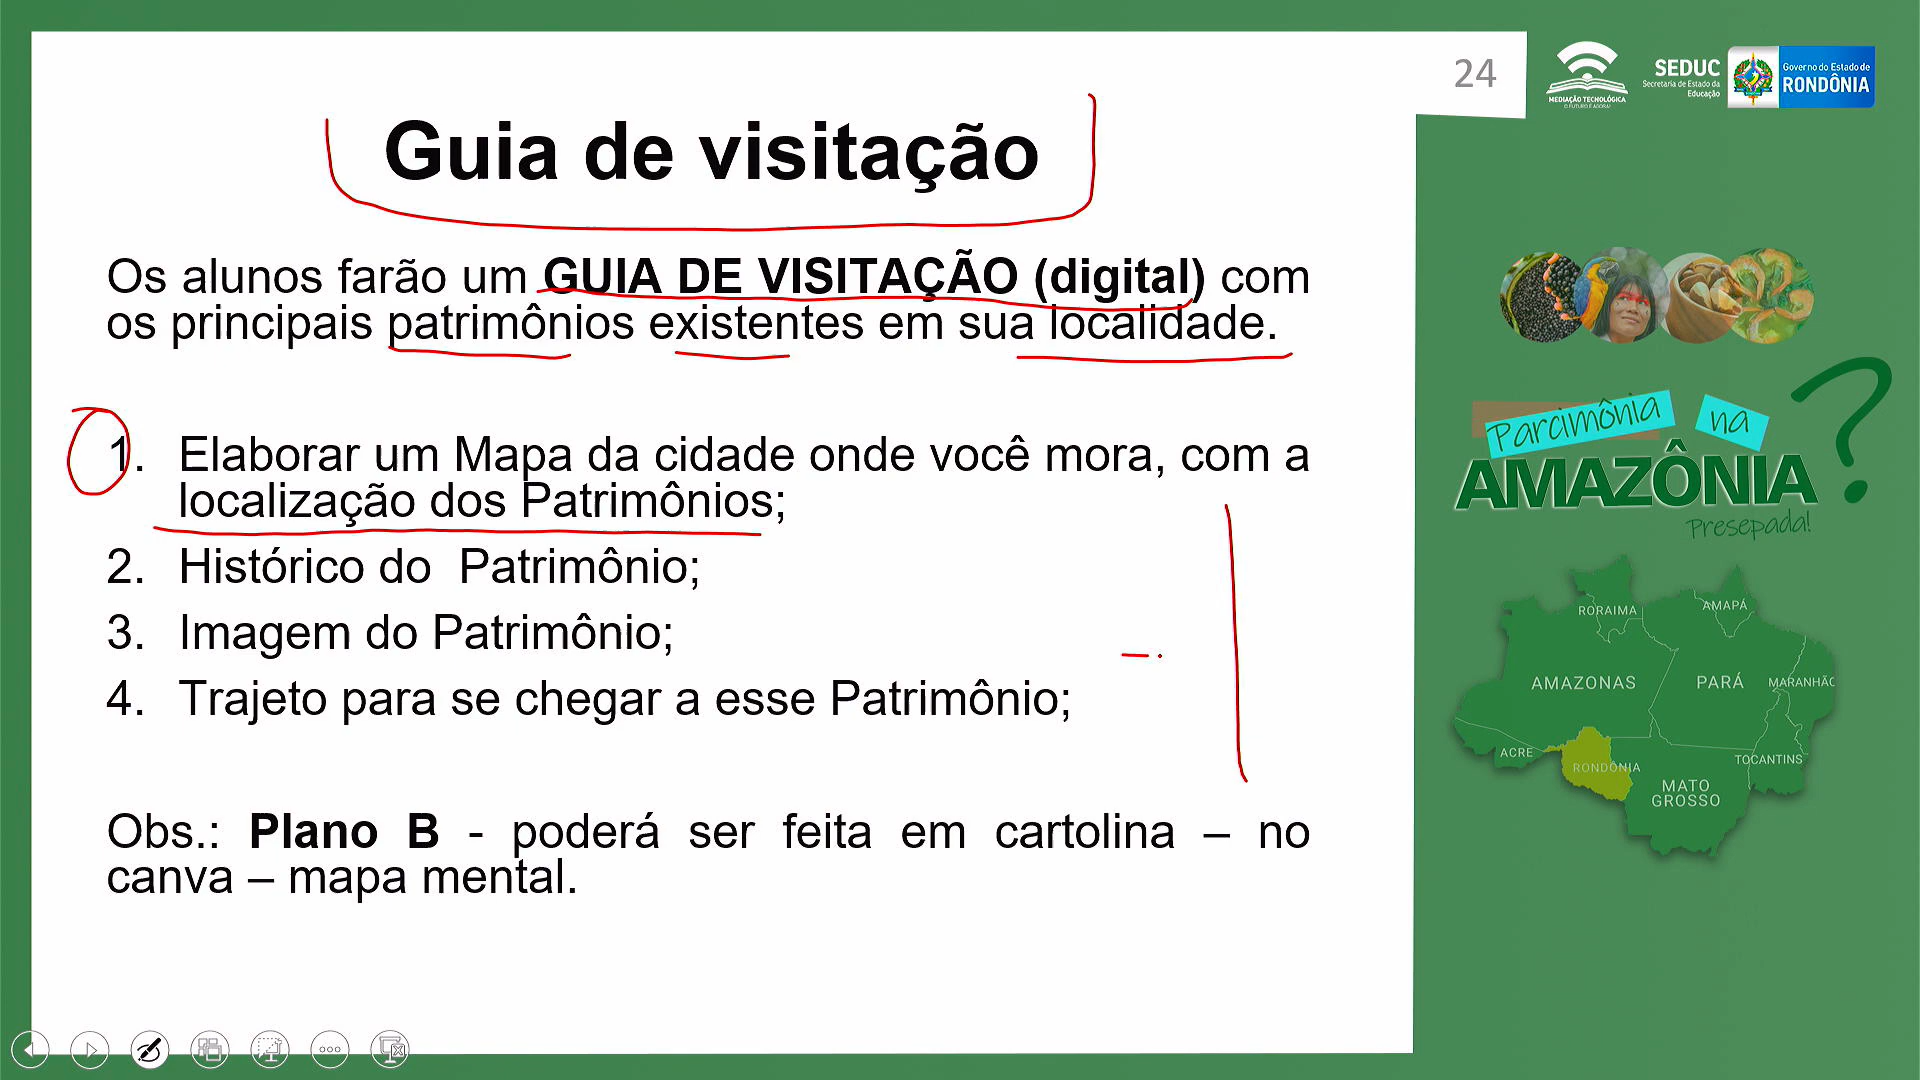 24
MEDIAÇÃO TECNOLÓGICA
O FUTURO É AGORA!
SEDUC
Secretaria de Estado da
Educação
Governo do Estado de
RONDÔNIA
Guia de visitação
Os alunos farão um GUIA DE VISITAÇÃO (digital) com
os principais patrimônios existentes em sua localidade.
1. Elaborar um Mapa da cidade onde você mora, com a
localização dos Patrimônios;
2. Histórico do  Patrimônio;
3. Imagem do Patrimônio;
4. Trajeto para se chegar a esse Patrimônio;
Obs.: Plano B - poderá ser feita em cartolina – no
canva – mapa mental.
Parcimônia na
AMAZÔNIA?
Presepada!
RORAIMA
AMAPÁ
AMAZONAS
PARÁ
MARANHÃO
ACRE
RONDÔNIA
TOCANTINS
MATO
GROSSO